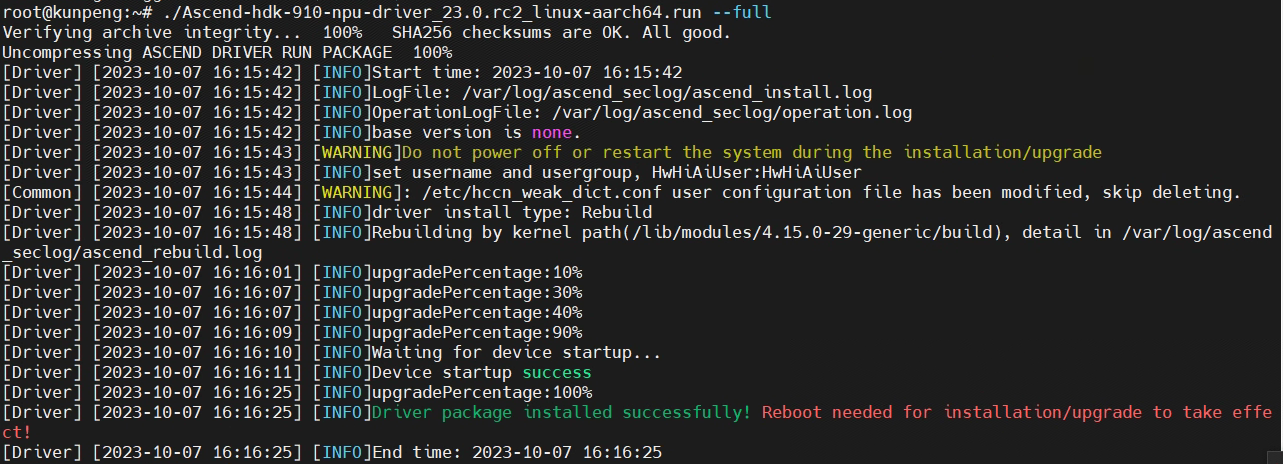 root@kunpeng:~# ./Ascend-hdk-910-npu-driver_23.0.rc2_linux-aarch64.run --full
Verifying archive integrity...  100%   SHA256 checksums are OK. All good.
Uncompressing ASCEND DRIVER RUN PACKAGE  100%
[Driver] [2023-10-07 16:15:42] [INFO]Start time: 2023-10-07 16:15:42
[Driver] [2023-10-07 16:15:42] [INFO]LogFile: /var/log/ascend_seclog/ascend_install.log
[Driver] [2023-10-07 16:15:42] [INFO]OperationLogFile: /var/log/ascend_seclog/operation.log
[Driver] [2023-10-07 16:15:42] [INFO]base version is none.
[Driver] [2023-10-07 16:15:43] [WARNING]Do not power off or restart the system during the installation/upgrade
[Driver] [2023-10-07 16:15:43] [INFO]set username and usergroup, HwHiAiUser:HwHiAiUser
[Common] [2023-10-07 16:15:44] [WARNING]: /etc/hccn_weak_dict.conf user configuration file has been modified, skip deleting.
[Driver] [2023-10-07 16:15:48] [INFO]driver install type: Rebuild
[Driver] [2023-10-07 16:15:48] [INFO]Rebuilding by kernel path(/lib/modules/4.15.0-29-generic/build), detail in /var/log/ascend
_seclog/ascend_rebuild.log
[Driver] [2023-10-07 16:16:01] [INFO]upgradePercentage:10%
[Driver] [2023-10-07 16:16:07] [INFO]upgradePercentage:30%
[Driver] [2023-10-07 16:16:07] [INFO]upgradePercentage:40%
[Driver] [2023-10-07 16:16:09] [INFO]upgradePercentage:90%
[Driver] [2023-10-07 16:16:10] [INFO]Waiting for device startup...
[Driver] [2023-10-07 16:16:11] [INFO]Device startup success
[Driver] [2023-10-07 16:16:25] [INFO]upgradePercentage:100%
[Driver] [2023-10-07 16:16:25] [INFO]Driver package installed successfully! Reboot needed for installation/upgrade to take effe
ct!
[Driver] [2023-10-07 16:16:25] [INFO]End time: 2023-10-07 16:16:25